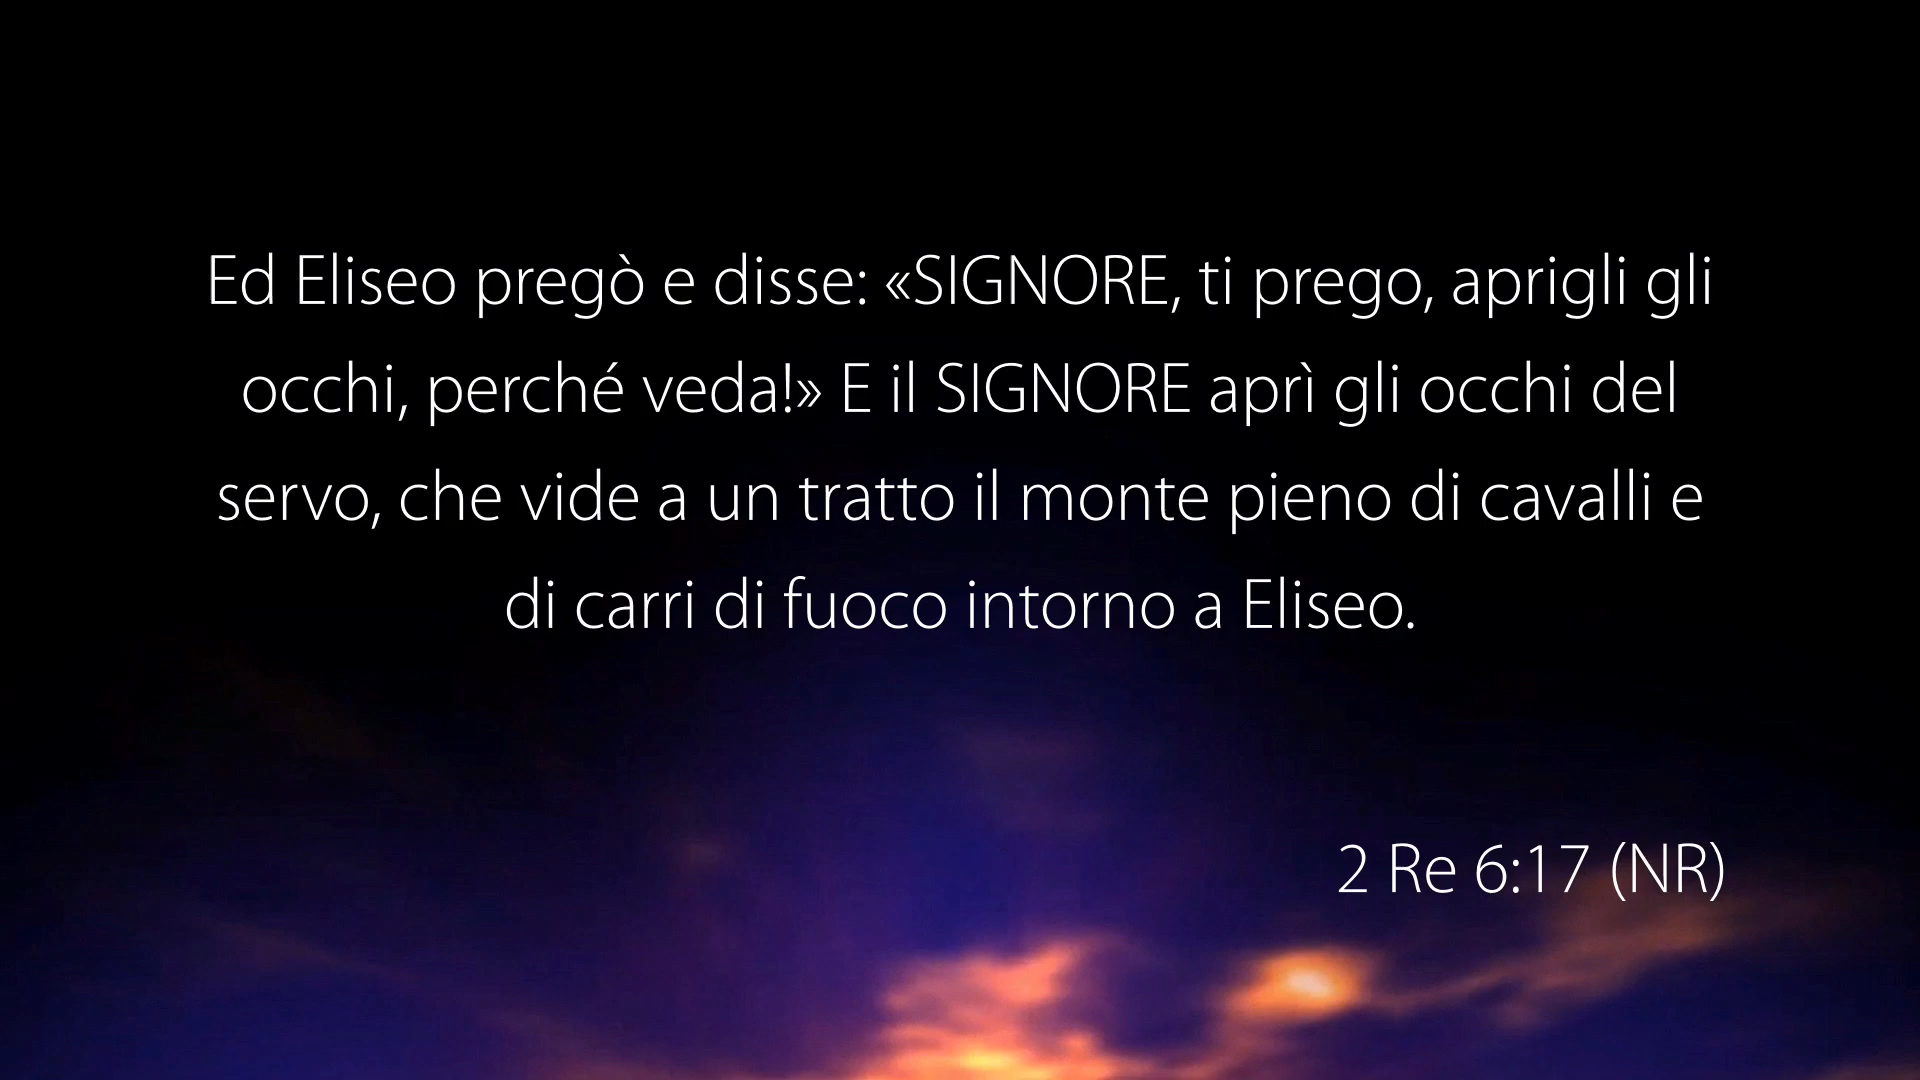 Ed Eliseo pregò e disse: «SIGNORE, ti prego, aprigli gli
occhi, perché veda!» E il SIGNORE aprì gli occhi del
servo, che vide a un tratto il monte pieno di cavalli e
di carri di fuoco intorno a Eliseo.
2 Re 6:17 (NR)